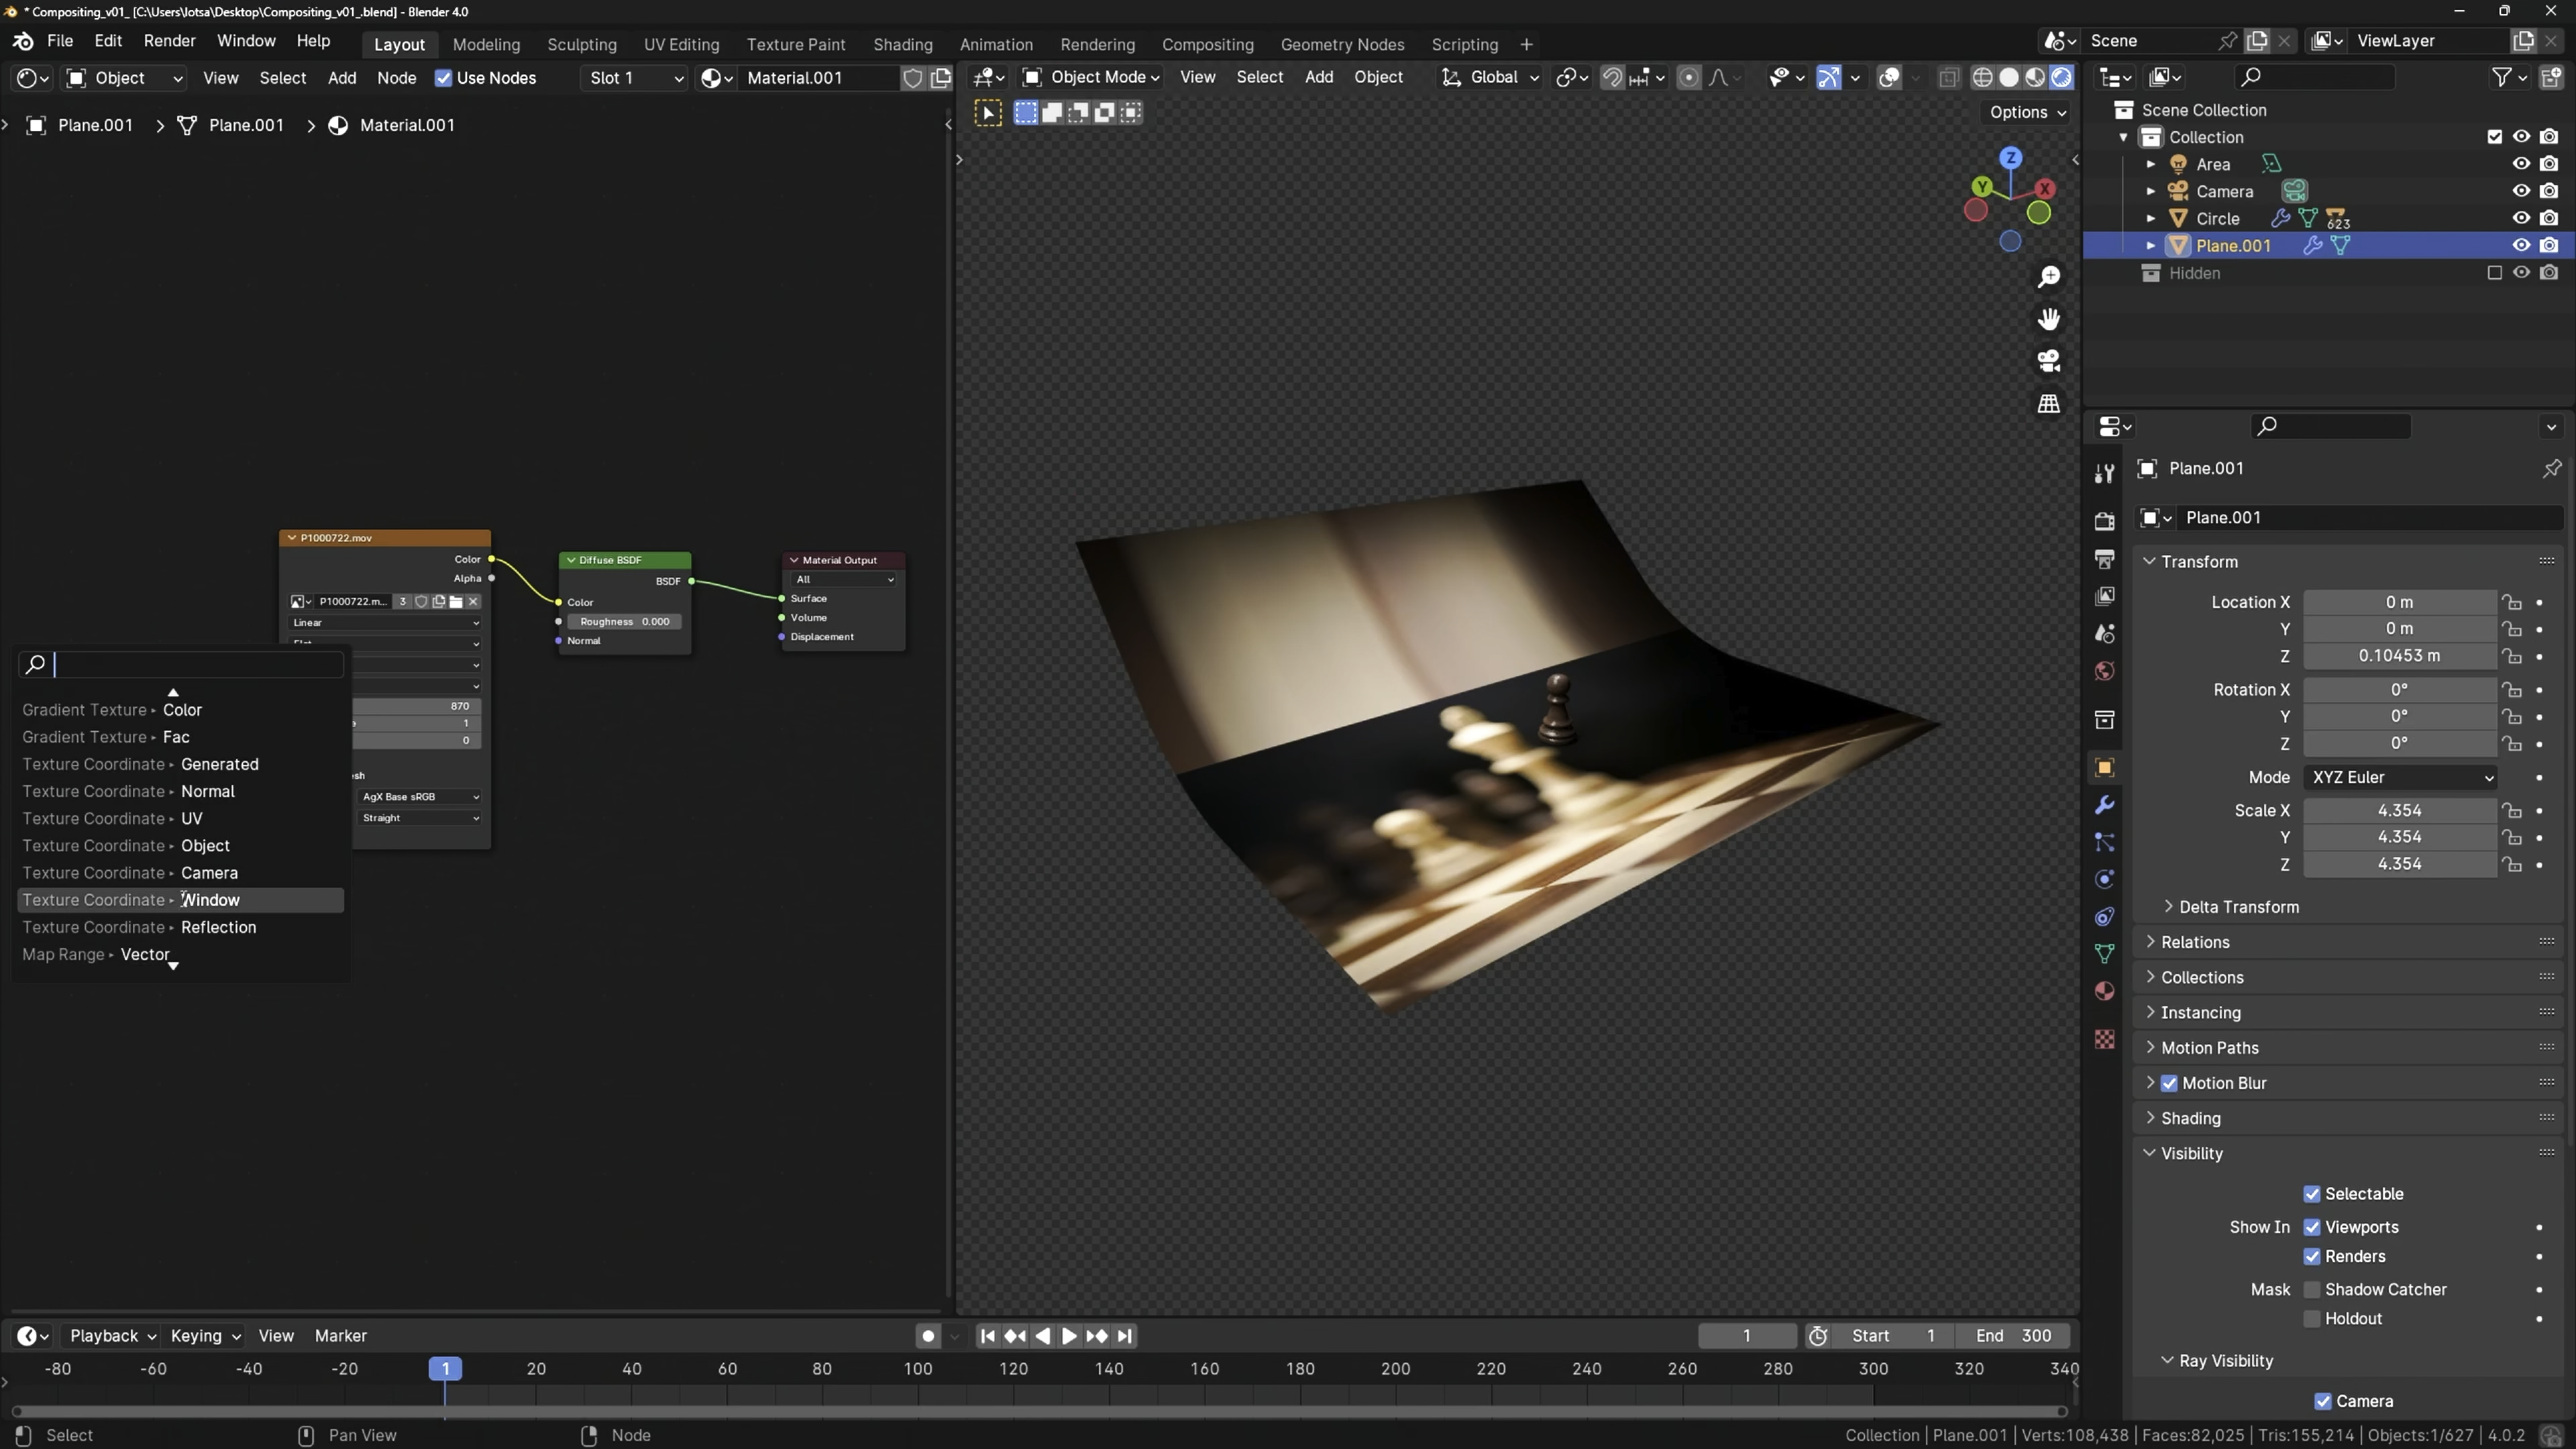 * Compositing_v01_ [C:\Users\lotsa\Desktop\Compositing_v01_.blend] - Blender 4.0
File Edit Render Window Help Layout Modeling Sculpting UV Editing Texture Paint Shading Animation Rendering Compositing Geometry Nodes Scripting + Scene ViewLayer
Object View Select Add Node Use Nodes Slot 1 Material.001
Object Mode View Select Add Object Global
Options
Plane.001 > Plane.001 > Material.001
Z
Y
X
P1000722.mov
Color
Alpha
P1000722.m... 3
Linear
Diffuse BSDF
BSDF
Color
Roughness 0.000
Normal
Material Output
All
Surface
Volume
Displacement
870
1
0
AgX Base sRGB
Straight
Gradient Texture ▸ Color
Gradient Texture ▸ Fac
Texture Coordinate ▸ Generated
Texture Coordinate ▸ Normal
Texture Coordinate ▸ UV
Texture Coordinate ▸ Object
Texture Coordinate ▸ Camera
Texture Coordinate ▸ Window
Texture Coordinate ▸ Reflection
Map Range ▸ Vector
Scene Collection
Collection
Area
Camera
Circle 623
Plane.001
Hidden
Plane.001
Plane.001
Transform
Location X 0 m
Y 0 m
Z 0.10453 m
Rotation X 0°
Y 0°
Z 0°
Mode XYZ Euler
Scale X 4.354
Y 4.354
Z 4.354
Delta Transform
Relations
Collections
Instancing
Motion Paths
Motion Blur
Shading
Visibility
Selectable
Show In Viewports
Renders
Mask Shadow Catcher
Holdout
Ray Visibility
Camera
Playback Keying View Marker 1 Start 1 End 300
-80 -60 -40 -20 1 20 40 60 80 100 120 140 160 180 200 220 240 260 280 300 320 340
Select Pan View Node Collection | Plane.001 | Verts:108,438 | Faces:82,025 | Tris:155,214 | Objects:1/627 | 4.0.2